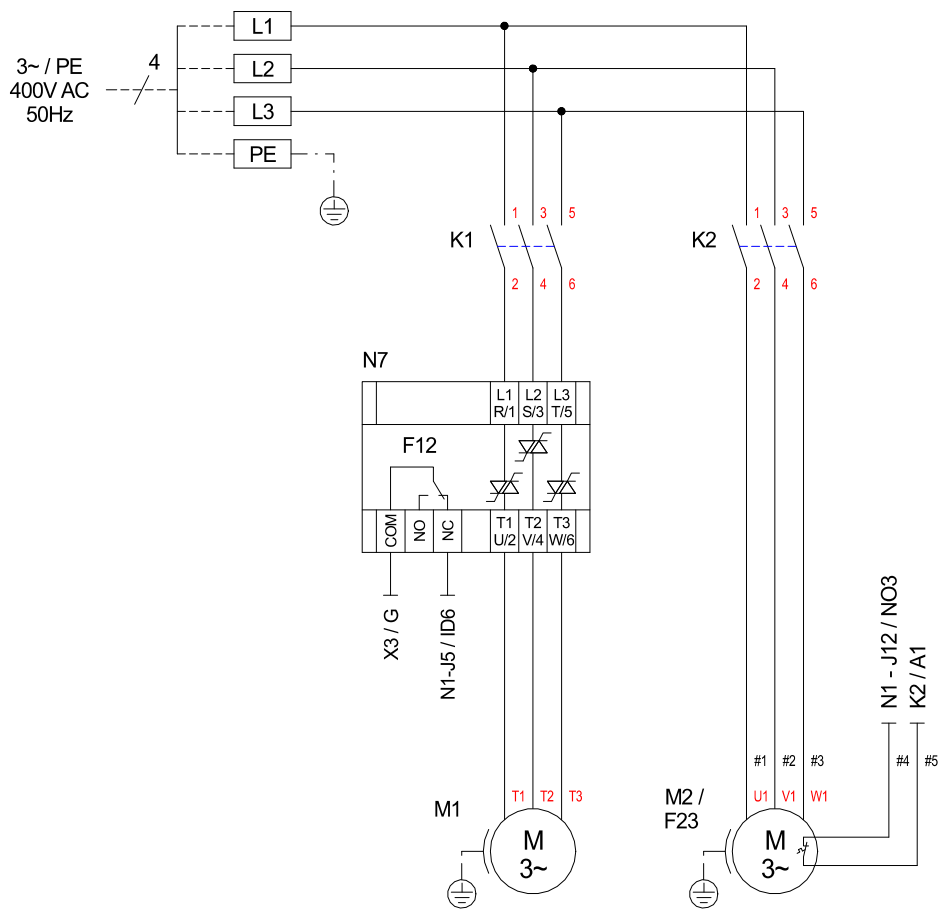 L1
4
3~ / PE
L2
400V AC
50Hz
L3
PE
1 3 5
K1
2 4 6
1 3 5
K2
2 4 6
N7
L1 L2 L3
R/1 S/3 T/5
F12
COM
NO
NC
T1 T2 T3
U/2 V/4 W/6
X3 / G
N1-J5 / ID6
N1 - J12 / NO3
K2 / A1
#1 #2 #3
#4 #5
M1
T1 T2 T3
M
3~
M2 /
F23
U1 V1 W1
M
3~